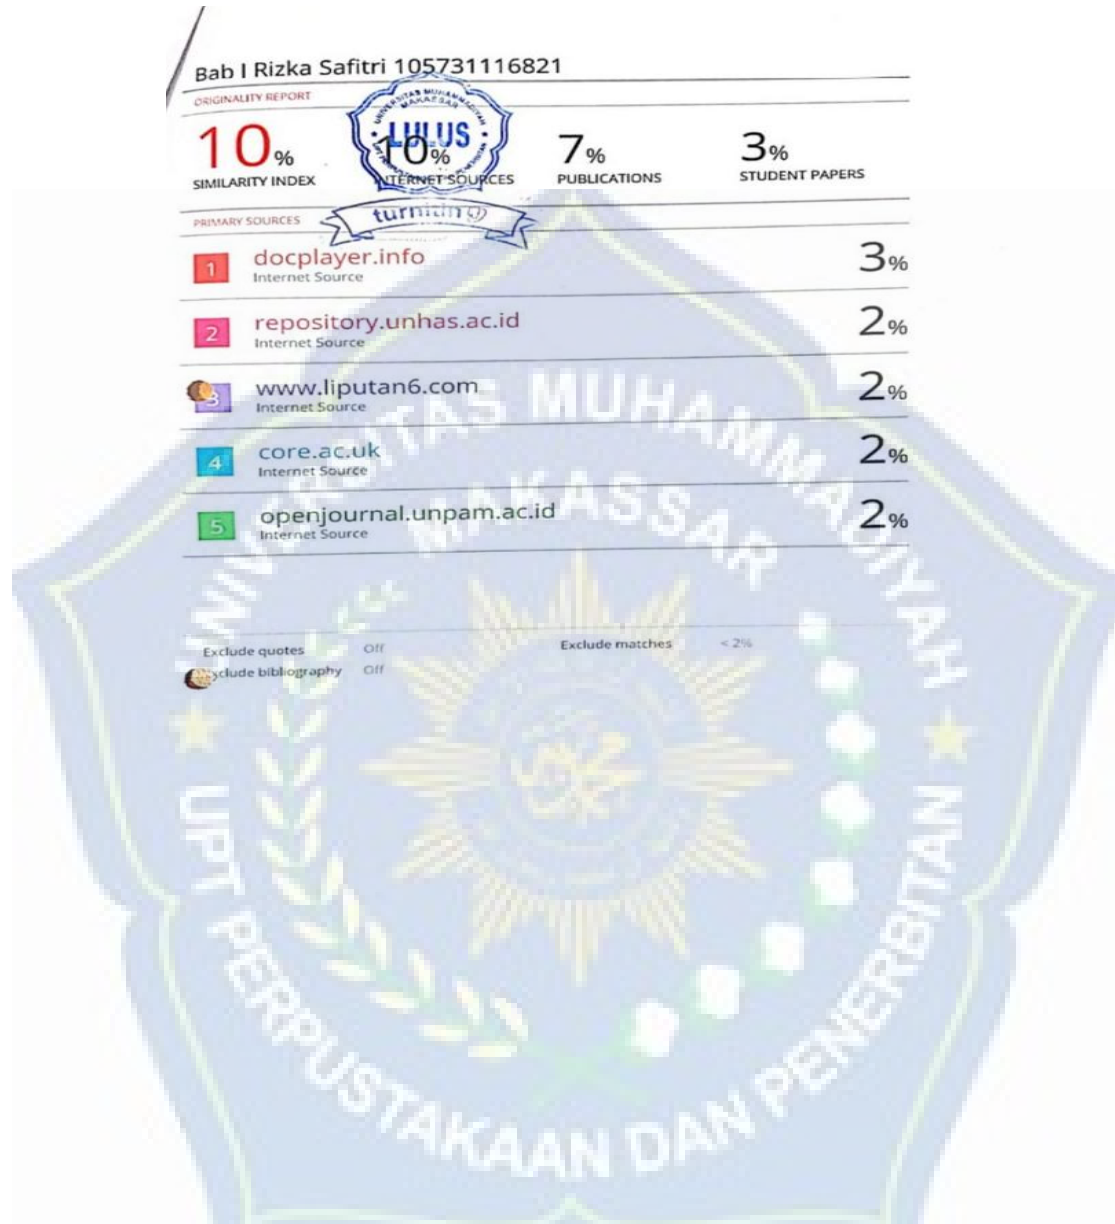 Bab I Rizka Safitri 105731116821
ORIGINALITY REPORT
10%
SIMILARITY INDEX
10%
INTERNET SOURCES
7%
PUBLICATIONS
3%
STUDENT PAPERS
UNIVERSITAS MUHAMMADIYAH
MAKASSAR
LULUS
turnitin
PRIMARY SOURCES
1 docplayer.info 3%
Internet Source
2 repository.unhas.ac.id 2%
Internet Source
3 www.liputan6.com 2%
Internet Source
4 core.ac.uk 2%
Internet Source
5 openjournal.unpam.ac.id 2%
Internet Source
Exclude quotes Off
Exclude matches < 2%
bibliography Off
UNIVERSITAS MUHAMMADIYAH
MAKASSAR
UPT PERPUSTAKAAN DAN PENERBITAN